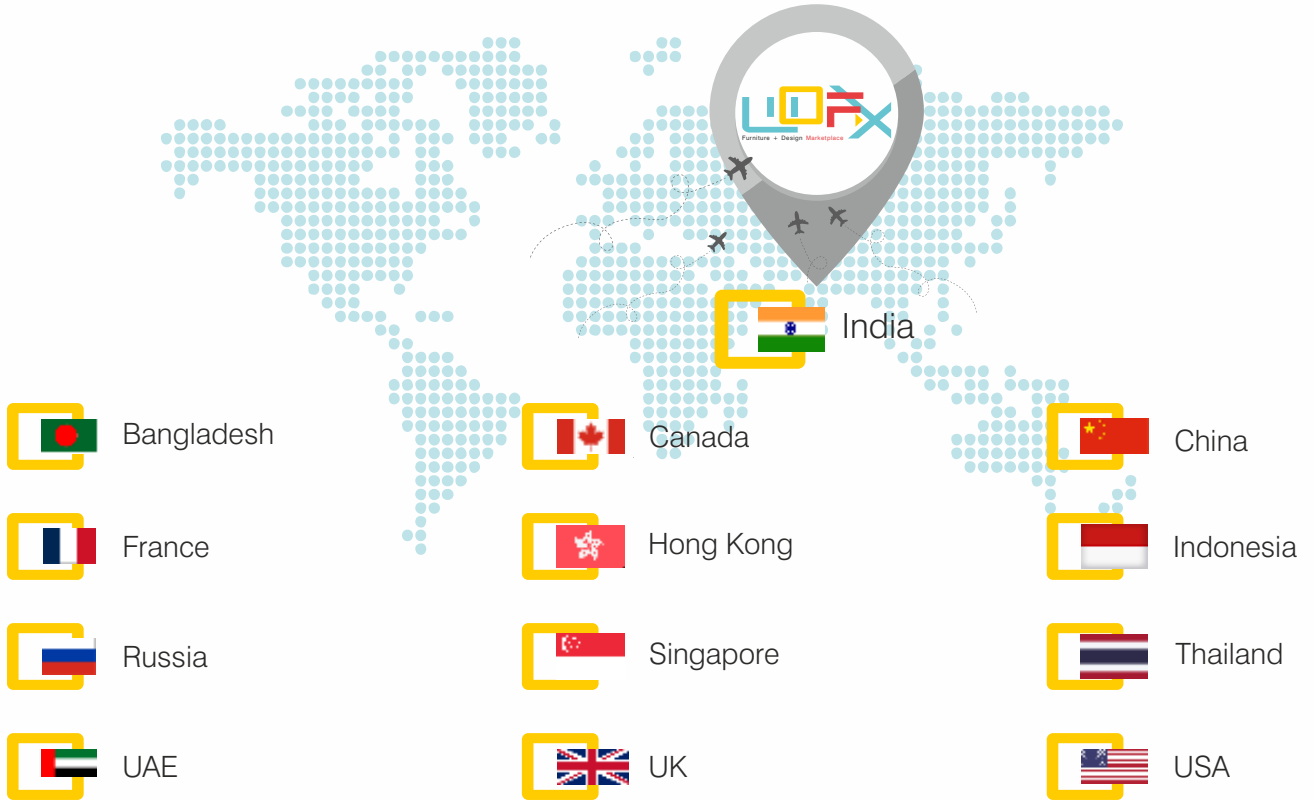 Furniture + Design Marketplace
India
Bangladesh
Canada
China
France
Hong Kong
Indonesia
Russia
Singapore
Thailand
UAE
UK
USA